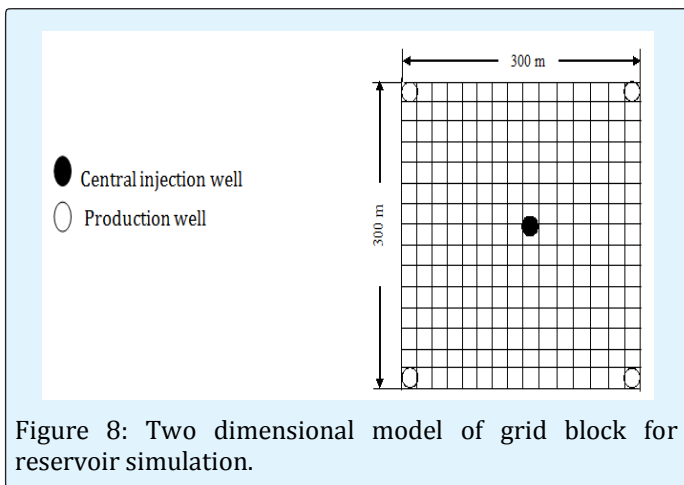 300 m
Central injection well
Production well
300 m
Figure 8: Two dimensional model of grid block for
reservoir simulation.